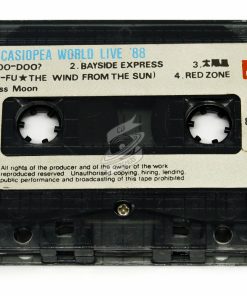 CASIOPEA WORLD LIVE '88
OO-DOO? 2. BAYSIDE EXPRESS 3. 太陽風
-FU★THE WIND FROM THE SUN) 4. RED ZONE
ss Moon
All rights of the producer and of the owner of the work
reproduced reserved. Unauthorised copying, hiring, lending,
public performance and broadcasting of this tape prohibited